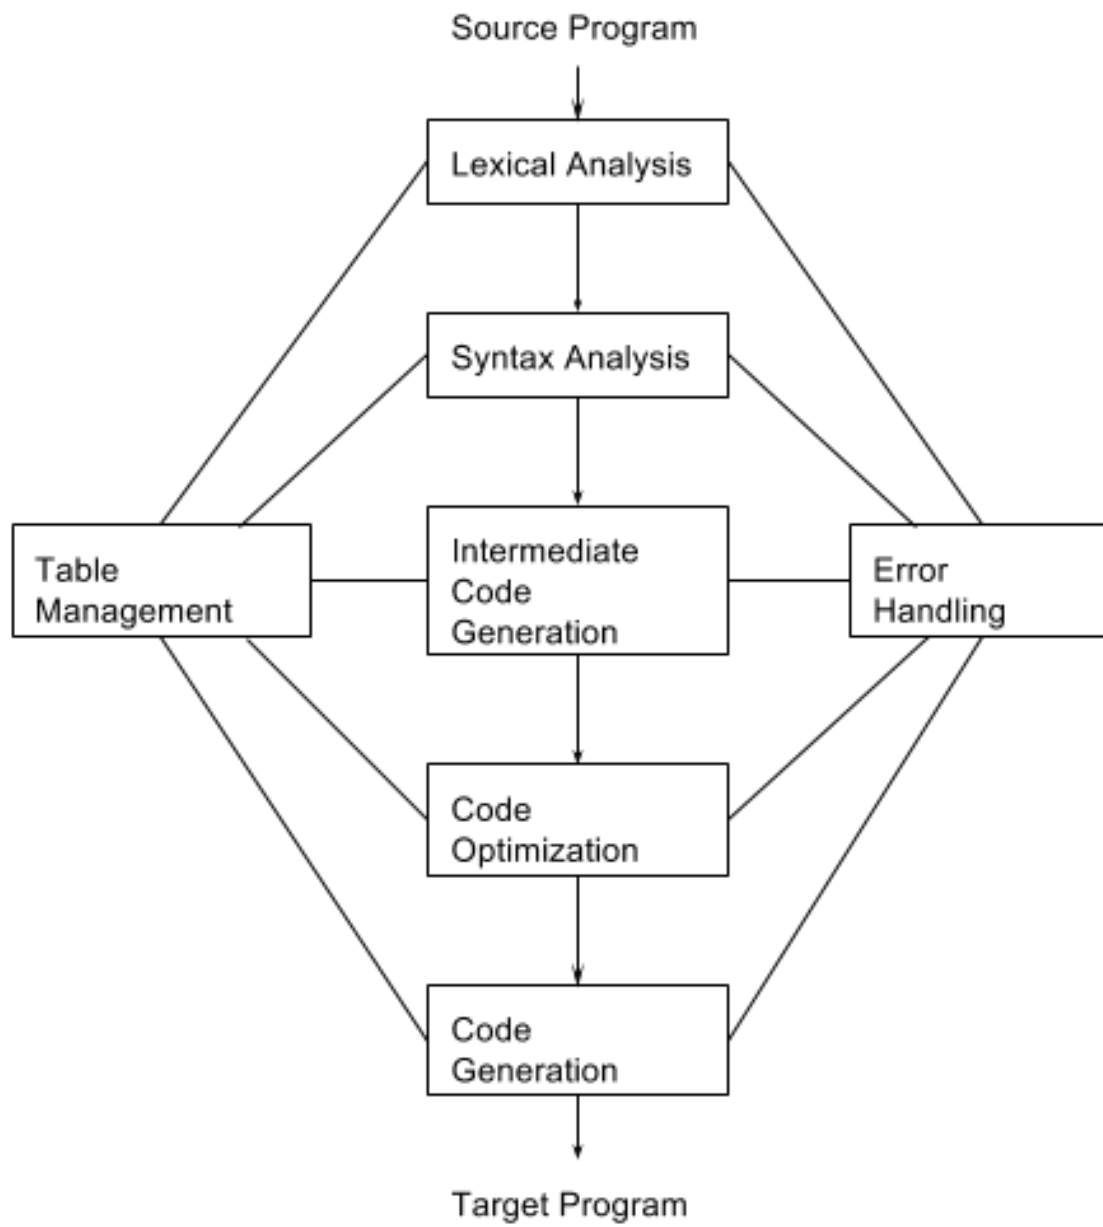 Source Program
Lexical Analysis
Syntax Analysis
Table
Management
Intermediate
Code
Generation
Error
Handling
Code
Optimization
Code
Generation
Target Program